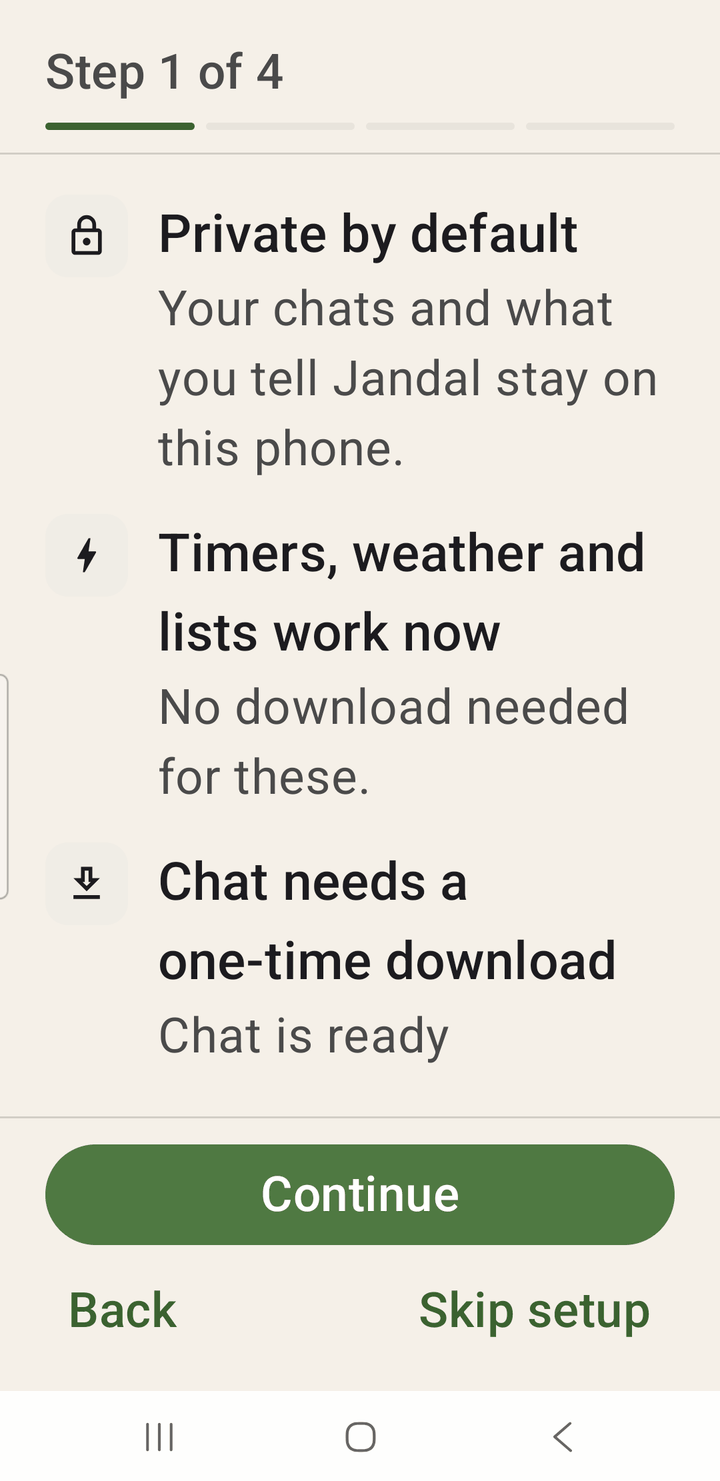 Step 1 of 4
Private by default
Your chats and what
you tell Jandal stay on
this phone.
Timers, weather and
lists work now
No download needed
for these.
Chat needs a
one-time download
Chat is ready
Continue
Back
Skip setup